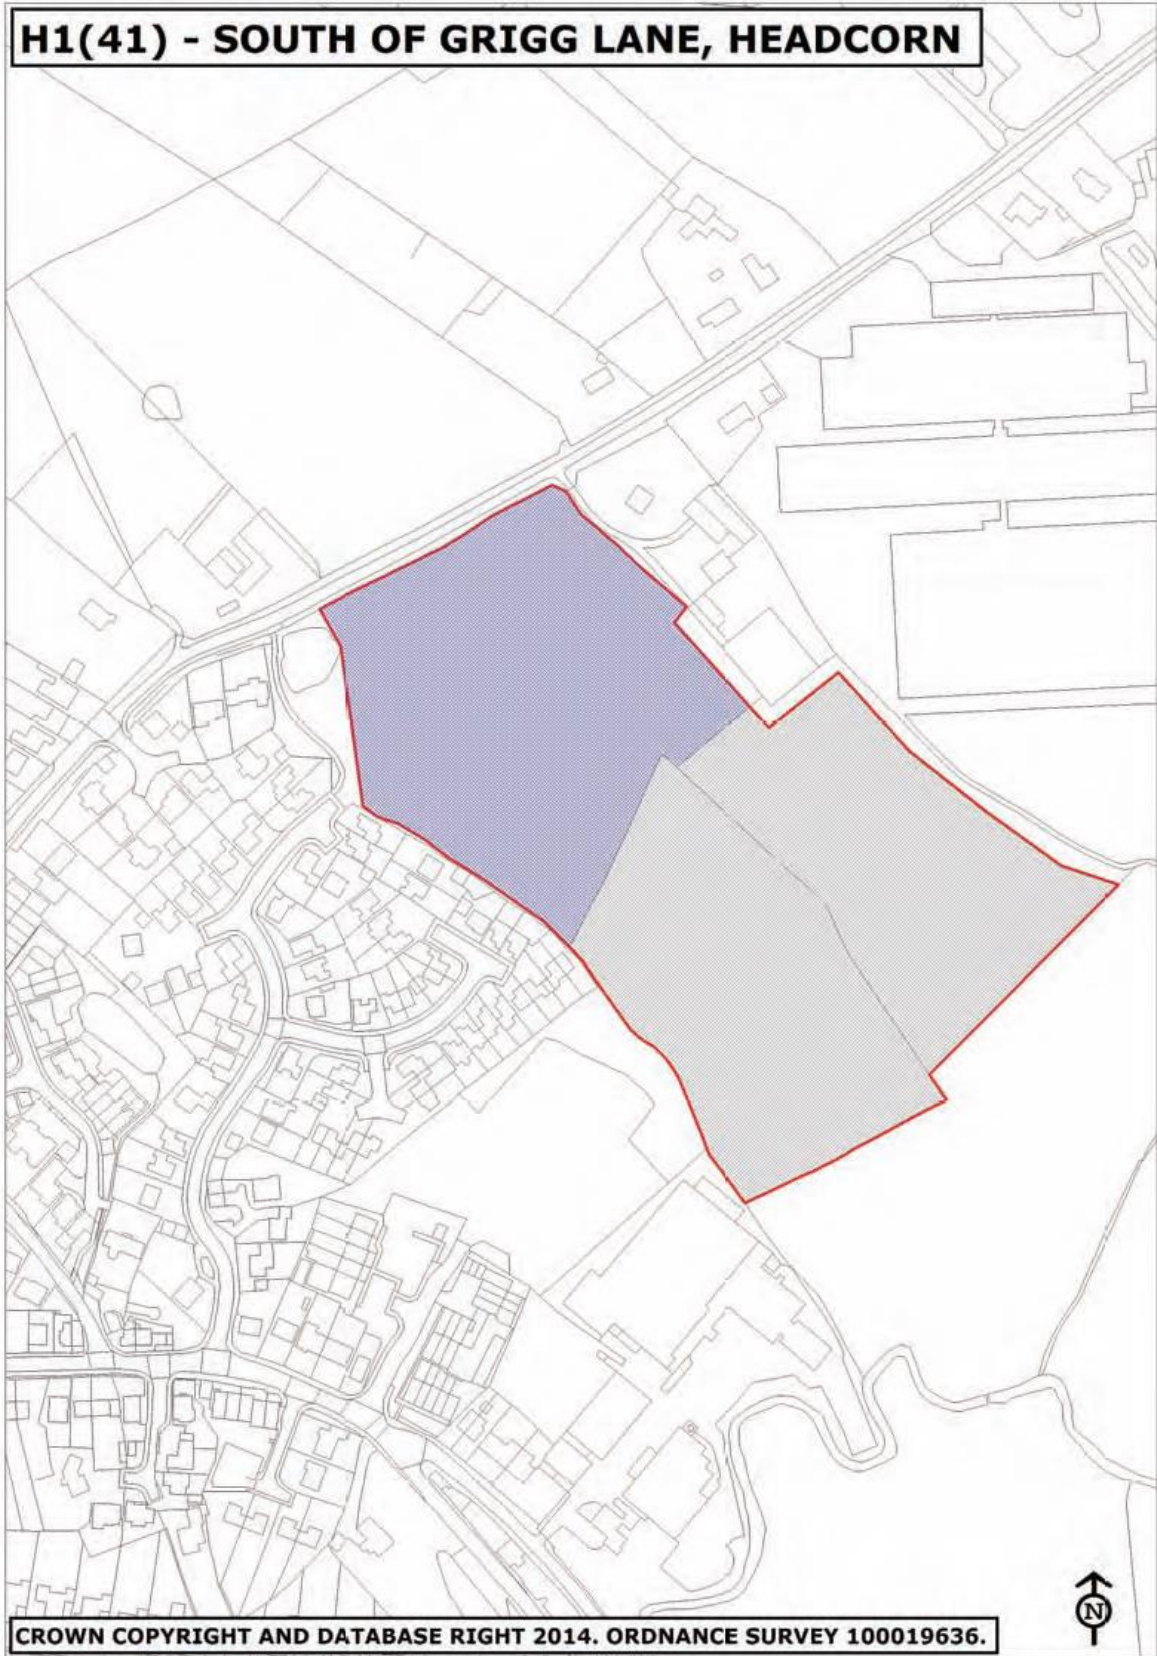 H1(41) - SOUTH OF GRIGG LANE, HEADCORN
N
CROWN COPYRIGHT AND DATABASE RIGHT 2014. ORDNANCE SURVEY 100019636.